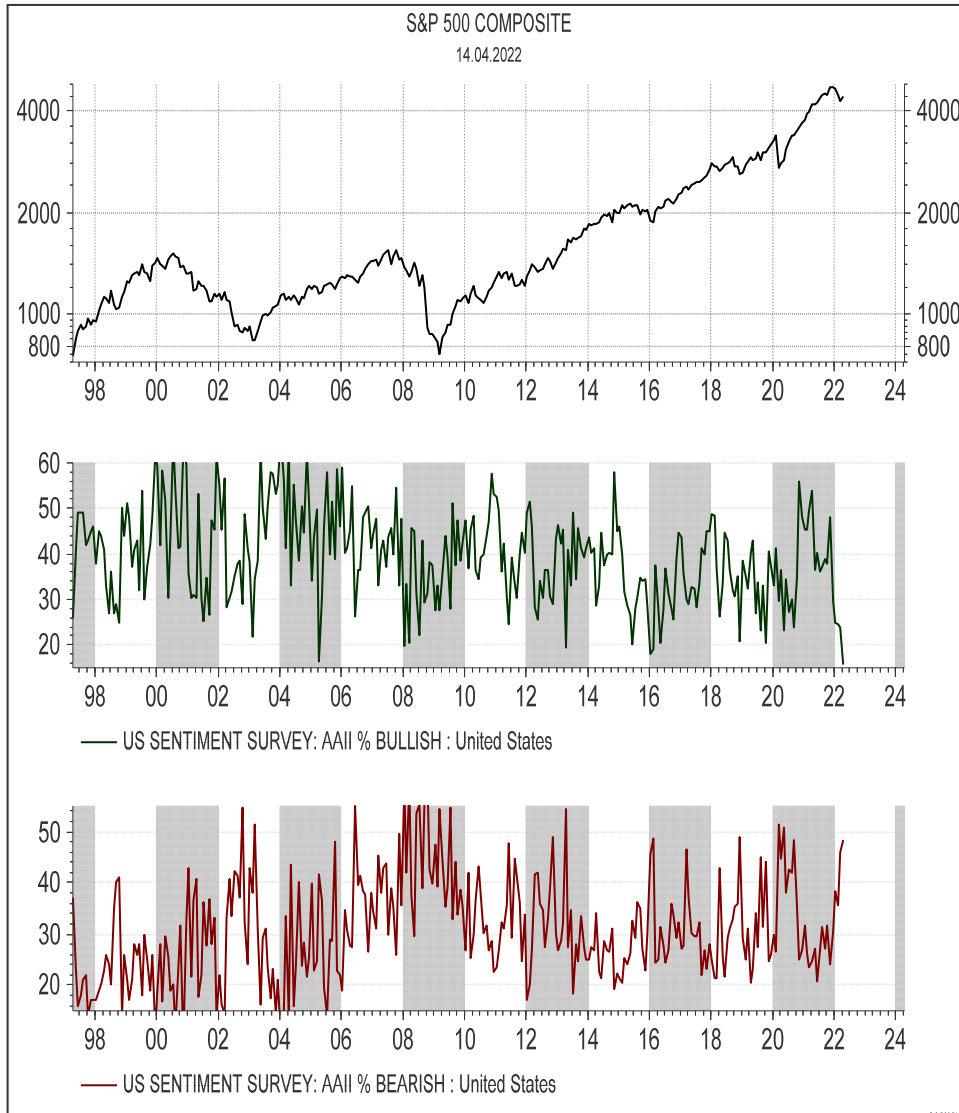 S&P 500 COMPOSITE
14.04.2022
4000 4000
2000 2000
1000 1000
800 800
98 00 02 04 06 08 10 12 14 16 18 20 22 24
60
50
40
30
20
98 00 02 04 06 08 10 12 14 16 18 20 22 24
US SENTIMENT SURVEY: AAII % BULLISH : United States
50
40
30
20
98 00 02 04 06 08 10 12 14 16 18 20 22 24
US SENTIMENT SURVEY: AAII % BEARISH : United States